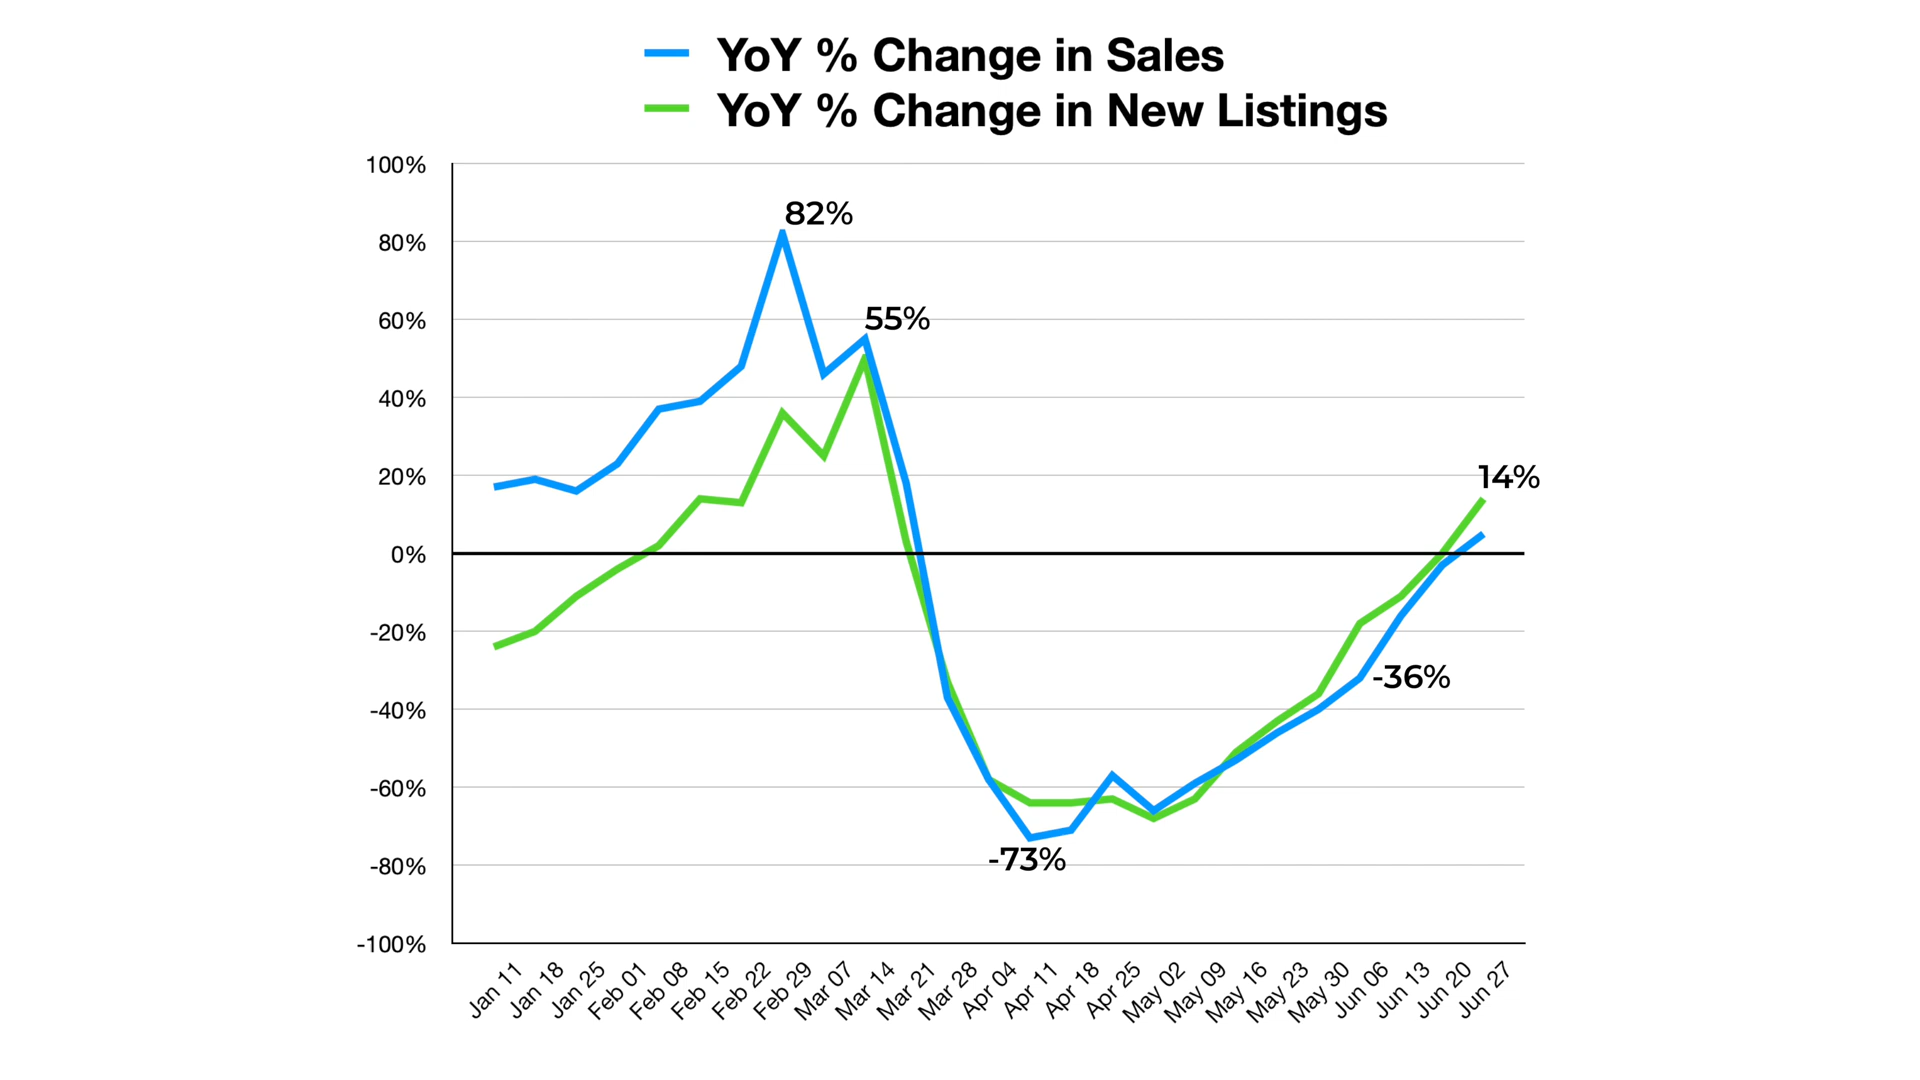 YoY % Change in Sales
YoY % Change in New Listings
100%
80%
60%
40%
20%
0%
-20%
-40%
-60%
-80%
-100%
82%
55%
14%
-36%
-73%
Jan 11
Jan 18
Jan 25
Feb 01
Feb 08
Feb 15
Feb 22
Feb 29
Mar 07
Mar 14
Mar 21
Mar 28
Apr 04
Apr 11
Apr 18
Apr 25
May 02
May 09
May 16
May 23
May 30
Jun 06
Jun 13
Jun 20
Jun 27